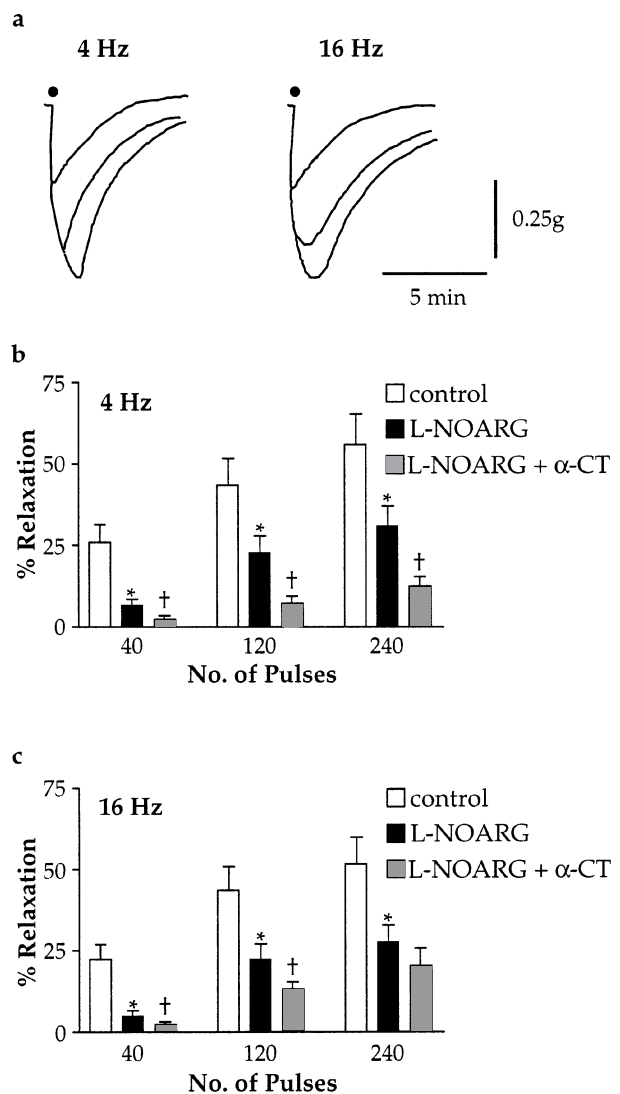 a
4 Hz
16 Hz
0.25g
5 min
b
75
4 Hz
control
L-NOARG
L-NOARG + α-CT
50
25
0
% Relaxation
* † * † * †
40 120 240
No. of Pulses
c
75
16 Hz
control
L-NOARG
L-NOARG + α-CT
50
25
0
% Relaxation
* † * † *
40 120 240
No. of Pulses